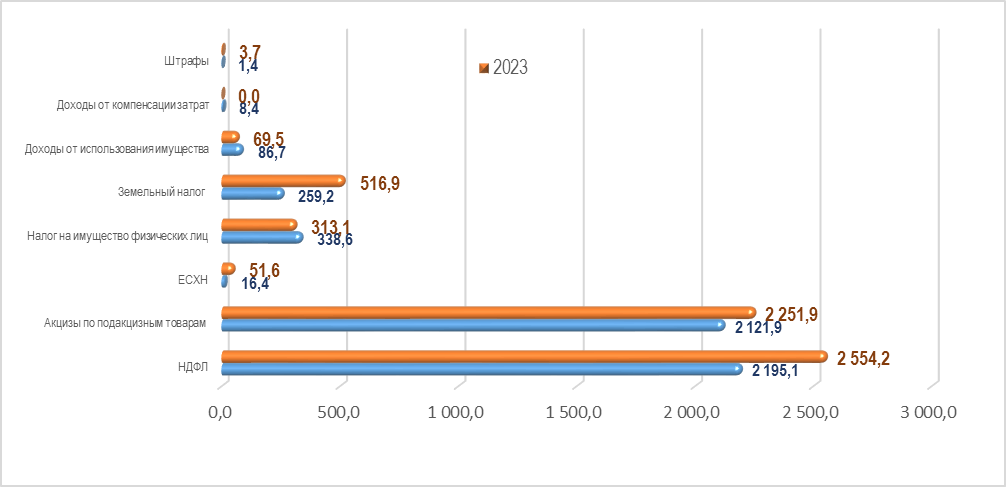 Штрафы
3,7
1,4
2023
Доходы от компенсации затрат
0,0
8,4
Доходы от использования имущества
69,5
86,7
Земельный налог
516,9
259,2
Налог на имущество физических лиц
313,1
338,6
ЕСХН
51,6
16,4
Акцизы по подакцизным товарам
2 251,9
2 121,9
НДФЛ
2 554,2
2 195,1
0,0 500,0 1 000,0 1 500,0 2 000,0 2 500,0 3 000,0